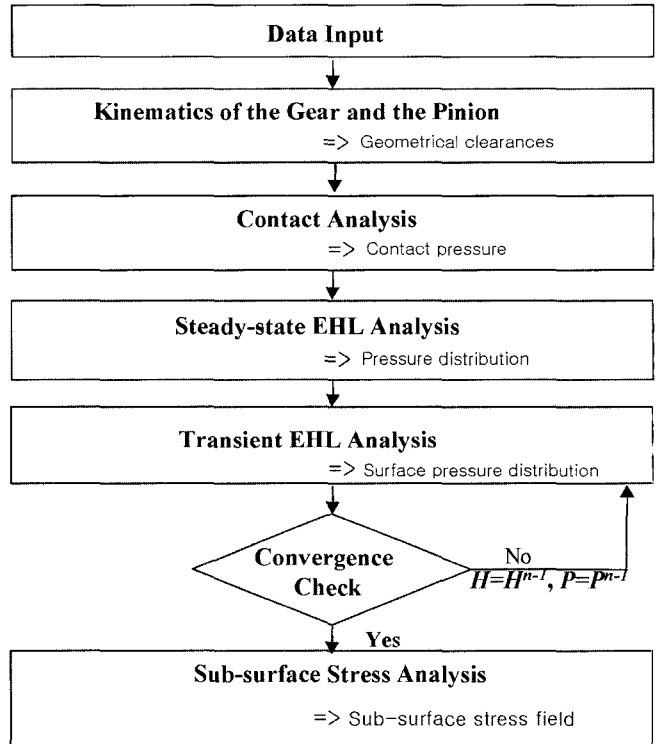 Data Input
Kinematics of the Gear and the Pinion
=> Geometrical clearances
Contact Analysis
=> Contact pressure
Steady-state EHL Analysis
=> Pressure distribution
Transient EHL Analysis
=> Surface pressure distribution
Convergence
Check
No
H=Hⁿ⁻¹, P=Pⁿ⁻¹
Yes
Sub-surface Stress Analysis
=> Sub-surface stress field